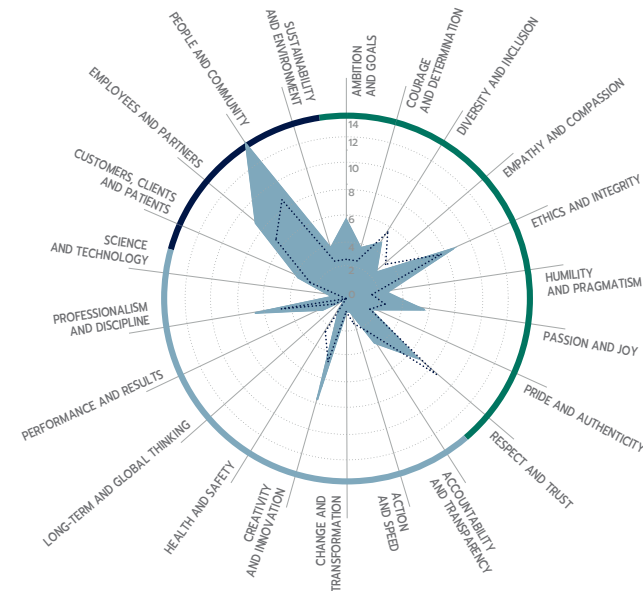 AMBITION
AND GOALS
COURAGE
AND DETERMINATION
DIVERSITY AND INCLUSION
EMPATHY AND COMPASSION
ETHICS AND INTEGRITY
HUMILITY
AND PRAGMATISM
PASSION AND JOY
PRIDE AND AUTHENTICITY
RESPECT AND TRUST
ACCOUNTABILITY
AND TRANSPARENCY
ACTION
AND SPEED
CHANGE AND
TRANSFORMATION
CREATIVITY
AND INNOVATION
HEALTH AND SAFETY
LONG-TERM AND GLOBAL THINKING
PERFORMANCE AND RESULTS
PROFESSIONALISM
AND DISCIPLINE
SCIENCE
AND TECHNOLOGY
CUSTOMERS, CLIENTS
AND PATIENTS
EMPLOYEES AND PARTNERS
PEOPLE AND COMMUNITY
SUSTAINABILITY
AND ENVIRONMENT
14
12
10
8
6
4
2
0